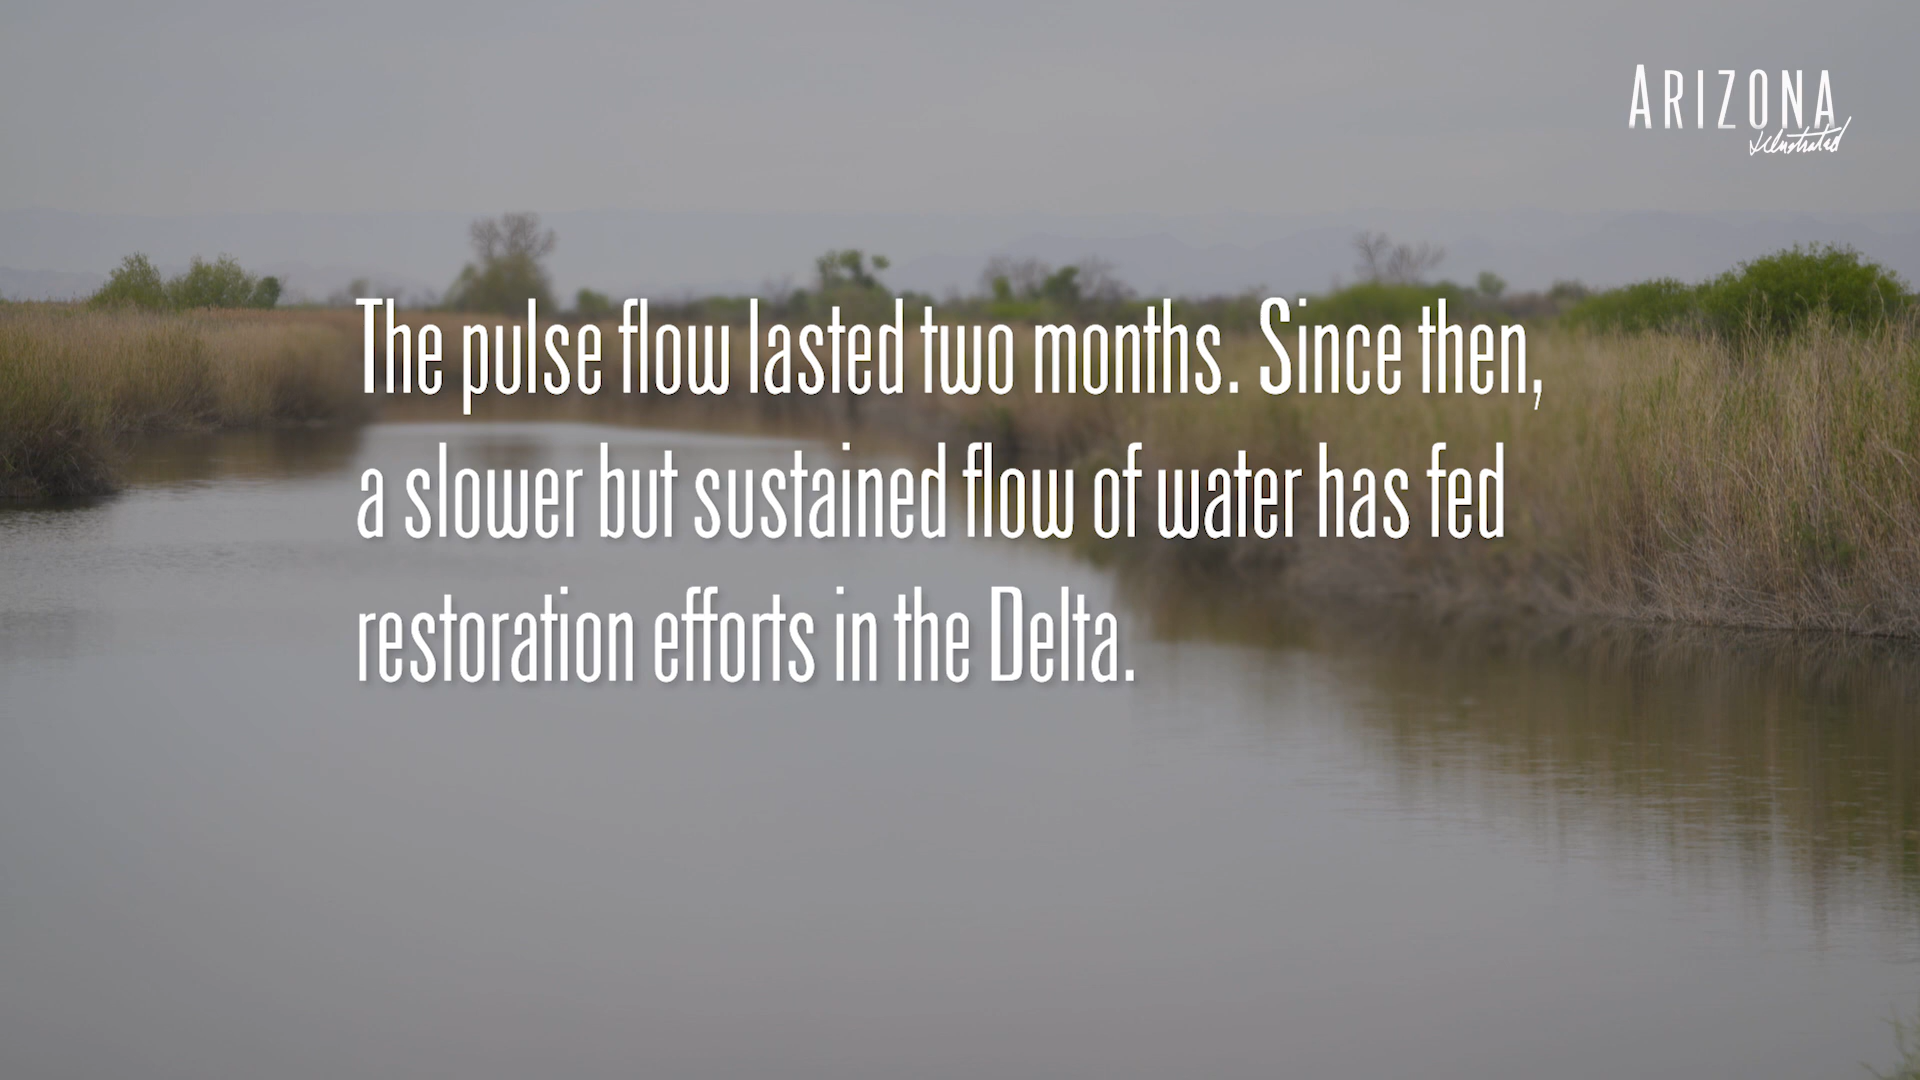 ARIZONA
Illustrated
The pulse flow lasted two months. Since then,
a slower but sustained flow of water has fed
restoration efforts in the Delta.